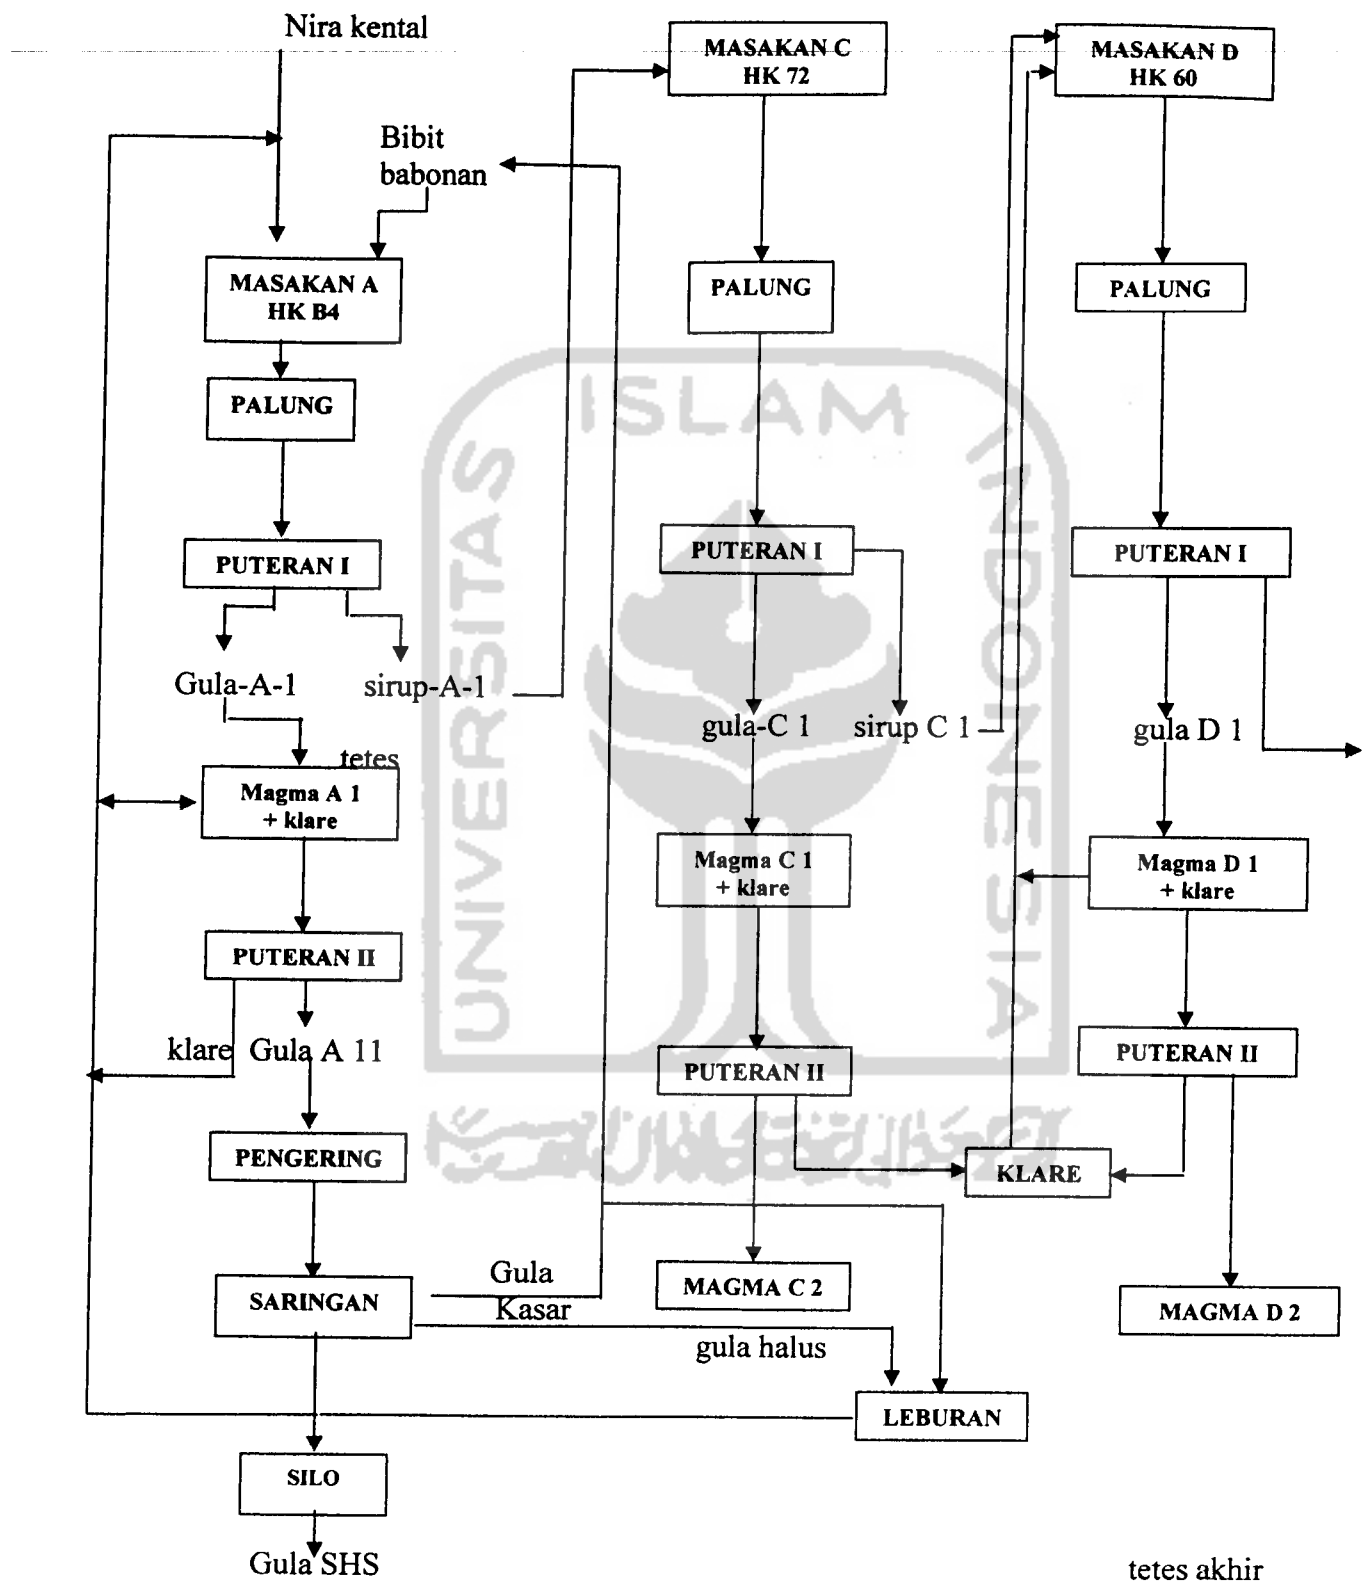 Nira kental
MASAKAN C
HK 72
MASAKAN D
HK 60
Bibit
babonan
MASAKAN A
HK B4
PALUNG
PALUNG
PALUNG
PUTERAN I
PUTERAN I
PUTERAN I
Gula-A-1
sirup-A-1
gula-C 1
sirup C 1
gula D 1
tetes
Magma A 1
+ klare
Magma C 1
+ klare
Magma D 1
+ klare
PUTERAN II
klare
Gula A 11
PUTERAN II
PUTERAN II
PENGERING
KLARE
SARINGAN
Gula
Kasar
MAGMA C 2
MAGMA D 2
gula halus
LEBURAN
SILO
Gula SHS
tetes akhir
UNIVERSITAS
ISLAM
INDONESIA